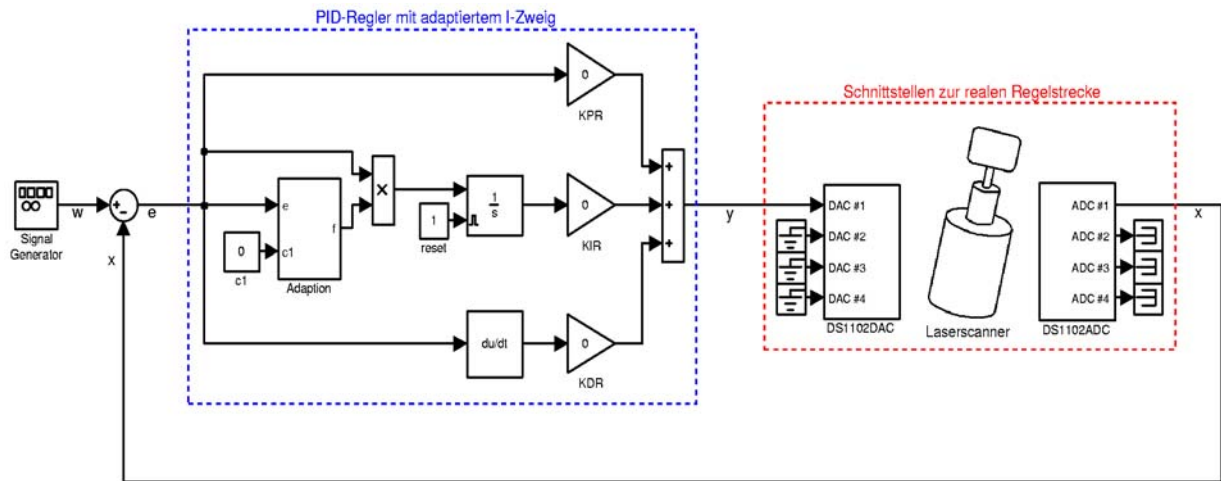 PID-Regler mit adaptiertem I-Zweig
Schnittstellen zur realen Regelstrecke
Signal
Generator
w
+
-
e
x
e
c1
f
Adaption
0
c1
×
1
reset
1
s
du/dt
0
KPR
0
KIR
0
KDR
+
+
+
y
DAC #1
DAC #2
DAC #3
DAC #4
DS1102DAC
Laserscanner
ADC #1
ADC #2
ADC #3
ADC #4
DS1102ADC
x